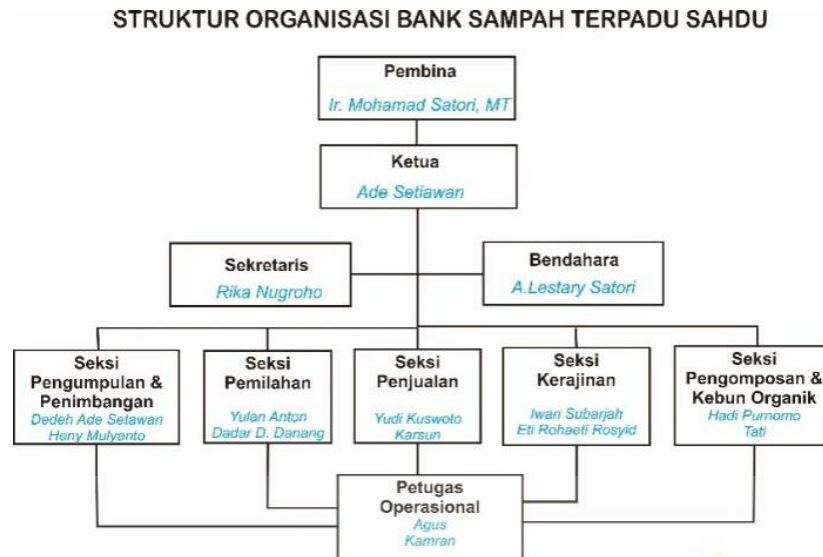 STRUKTUR ORGANISASI BANK SAMPAH TERPADU SAHDU
Pembina
Ir. Mohamad Satori, MT
Ketua
Ade Setiawan
Sekretaris
Rika Nugroho
Bendahara
A.Lestary Satori
Seksi
Pengumpulan &
Penimbangan
Dedeh Ade Setawan
Heny Mulyanto
Seksi
Pemilahan
Yulan Anton
Dadar D. Danang
Seksi
Penjualan
Yudi Kuswoto
Karsun
Seksi
Kerajinan
Iwan Subarjah
Eti Rohaeti Rosyid
Seksi
Pengomposan &
Kebun Organik
Hadi Purnomo
Tati
Petugas
Operasional
Agus
Kamran